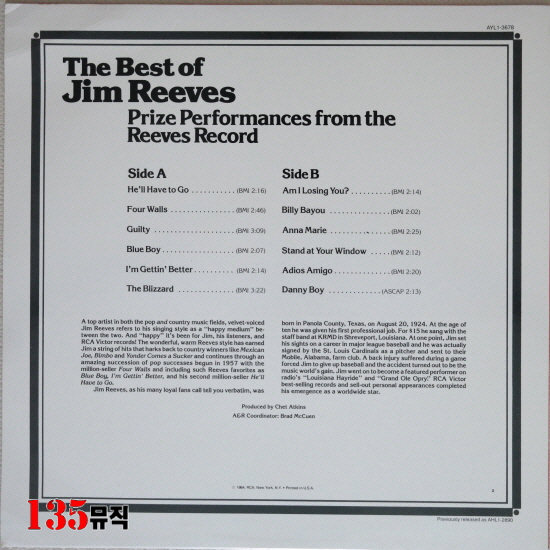 AYL1-3678
The Best of
Jim Reeves
Prize Performances from the
Reeves Record
Side A
He'll Have to Go ........... (BMI 2:16)
Four Walls ................ (BMI 2:46)
Guilty .................... (BMI 3:09)
Blue Boy .................. (BMI 2:07)
I'm Gettin' Better ......... (BMI 2:14)
The Blizzard .............. (BMI 3:22)
Side B
Am I Losing You? .......... (BMI 2:14)
Billy Bayou ............... (BMI 2:02)
Anna Marie ................ (BMI 2:25)
Stand at Your Window ..... (BMI 2:12)
Adios Amigo .............. (BMI 2:20)
Danny Boy ............... (ASCAP 2:13)
A top artist in both the pop and country music fields, velvet-voiced
Jim Reeves refers to his singing style as a "happy medium" be-
tween the two. And "happy" it's been for Jim, his listeners, and
RCA Victor records! The wonderful, warm Reeves style has earned
Jim a string of hits that harks back to country winners like Mexican
Joe, Bimbo and Yonder Comes a Sucker and continues through an
amazing succession of pop successes begun in 1957 with the
million-seller Four Walls and including such Reeves favorites as
Blue Boy, I'm Gettin' Better, and his second million-seller He'll
Have to Go.
Jim Reeves, as his many loyal fans call tell you verbatim, was
born in Panola County, Texas, on August 20, 1924. At the age of
ten he was given his first professional job. For $15 he sang with the
staff band at KRMD in Shreveport, Louisiana. At one point, Jim set
his sights on a career in major league baseball and he was actually
signed by the St. Louis Cardinals as a pitcher and sent to their
Mobile, Alabama, farm club. A back injury suffered during a game
forced Jim to give up baseball and the accident turned out to be the
music world's gain. Jim went on to become a featured performer on
radio's "Louisiana Hayride" and "Grand Ole Opry." RCA Victor
best-selling records and sell-out personal appearances completed
his emergence as a worldwide star.
Produced by Chet Atkins
A&R Coordinator: Brad McCuen
© 1964, RCA, New York, N.Y. • Printed in U.S.A.
Previously released as AHL1-2890
135뮤직